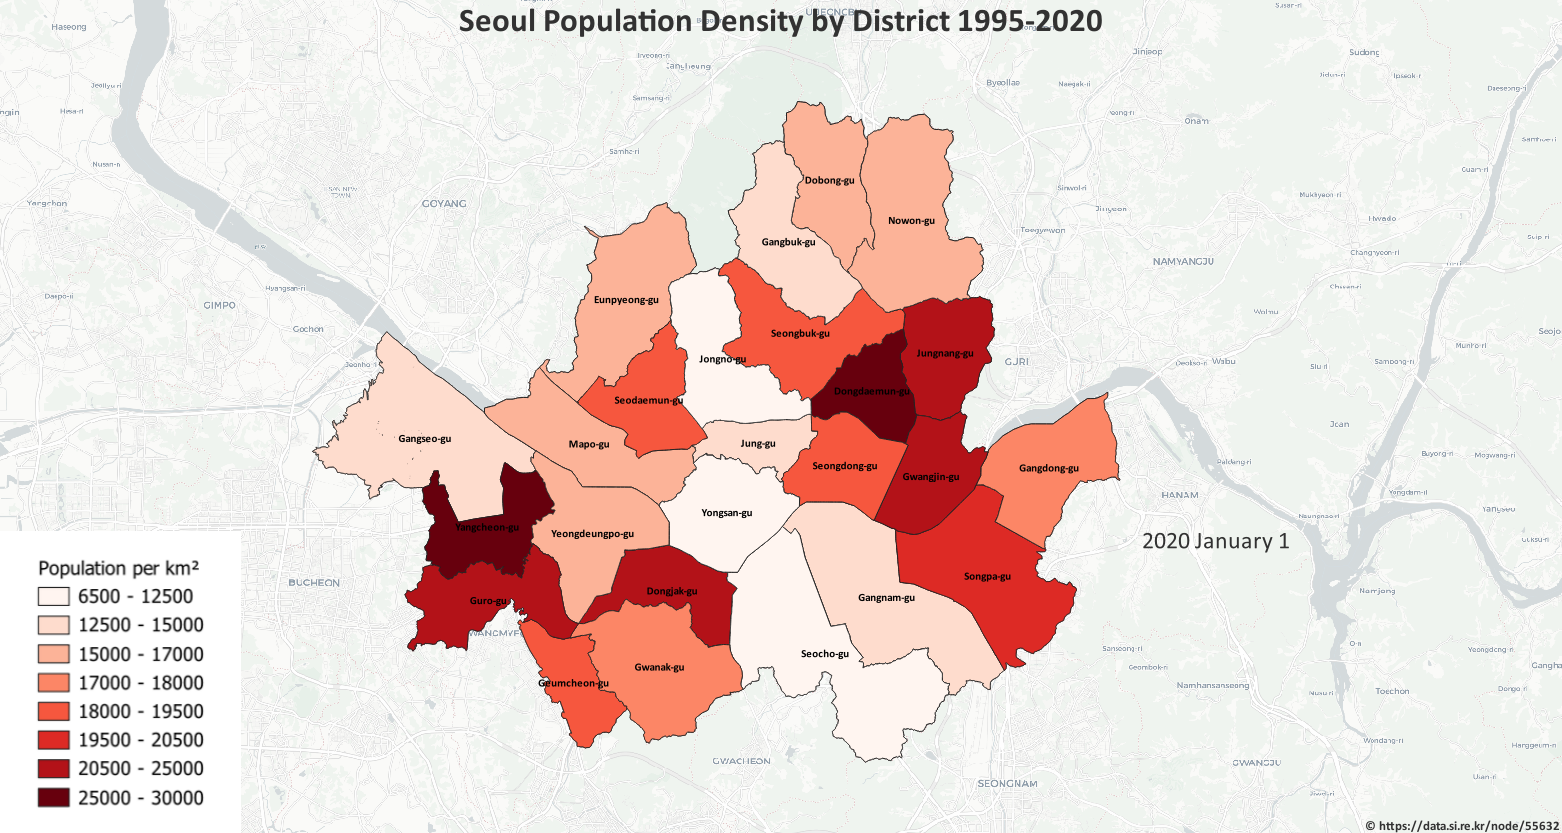 Seoul Population Density by District 1995-2020
Haseong
Jinjeop
Sudong
Byeollae
Onam
GOYANG
Toegyewon
NAMYANGJU
GIMPO
Gochon
GURI
Wabu
Joan
HANAM
BUCHEON
GWACHEON
SEONGNAM
GWANGJU
Toechon
Namhansanseong
Dobong-gu
Nowon-gu
Gangbuk-gu
Eunpyeong-gu
Seongbuk-gu
Jongno-gu
Jungnang-gu
Dongdaemun-gu
Seodaemun-gu
Gangseo-gu
Mapo-gu
Jung-gu
Seongdong-gu
Gwangjin-gu
Gangdong-gu
Yangcheon-gu
Yeongdeungpo-gu
Yongsan-gu
2020 January 1
Songpa-gu
Guro-gu
Dongjak-gu
Gangnam-gu
Seocho-gu
Gwanak-gu
Geumcheon-gu
Population per km²
6500 - 12500
12500 - 15000
15000 - 17000
17000 - 18000
18000 - 19500
19500 - 20500
20500 - 25000
25000 - 30000
© https://data.si.re.kr/node/55632